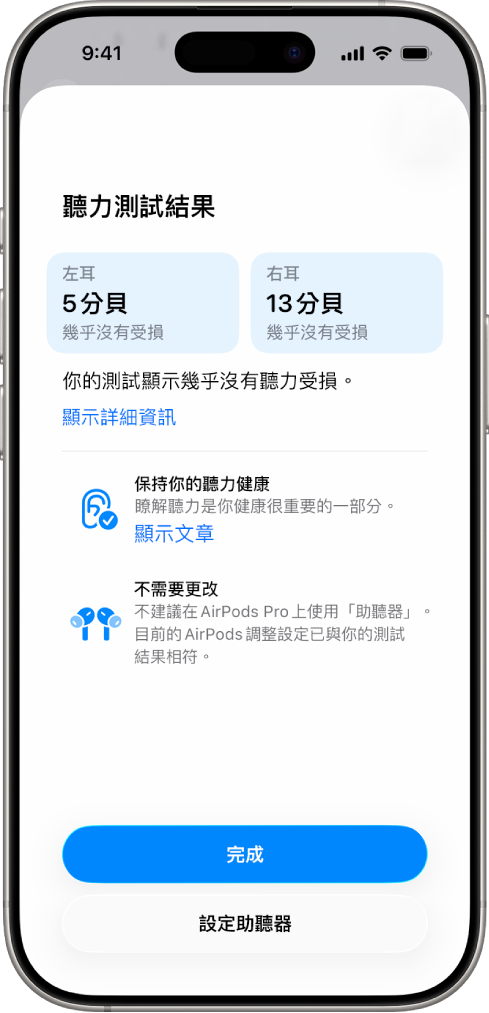 9:41
聽力測試結果
左耳
5分貝
幾乎沒有受損
右耳
13分貝
幾乎沒有受損
你的測試顯示幾乎沒有聽力受損。
顯示詳細資訊
保持你的聽力健康
瞭解聽力是你健康很重要的一部分。
顯示文章
不需要更改
不建議在 AirPods Pro 上使用「助聽器」。
目前的 AirPods 調整設定已與你的測試
結果相符。
完成
設定助聽器